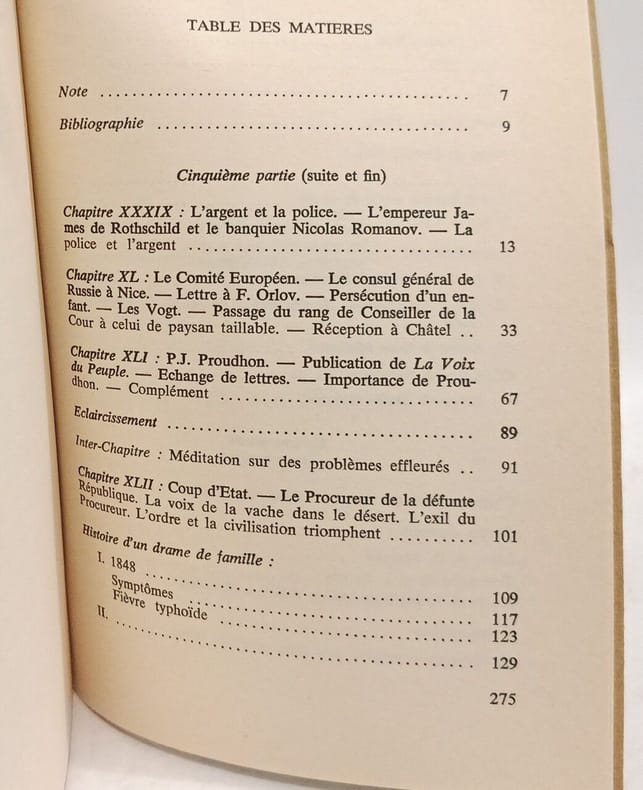 TABLE DES MATIERES
Note ............................................ 7
Bibliographie ..................................... 9
Cinquième partie (suite et fin)
Chapitre XXXIX : L'argent et la police. — L'empereur Ja-
mes de Rothschild et le banquier Nicolas Romanov. — La
police et l'argent .................................. 13
Chapitre XL : Le Comité Européen. — Le consul général de
Russie à Nice. — Lettre à F. Orlov. — Persécution d'un en-
fant. — Les Vogt. — Passage du rang de Conseiller de la
Cour à celui de paysan taillable. — Réception à Châtel .. 33
Chapitre XLI : P.J. Proudhon. — Publication de La Voix
du Peuple. — Echange de lettres. — Importance de Prou-
dhon. — Complément .............................. 67
Eclaircissement .................................... 89
Inter-Chapitre : Méditation sur des problèmes effleurés .. 91
Chapitre XLII : Coup d'Etat. — Le Procureur de la défunte
République. La voix de la vache dans le désert. L'exil du
Procureur. L'ordre et la civilisation triomphent .......... 101
Histoire d'un drame de famille :
I. 1848 ........................................ 109
Symptômes .................................. 117
Fièvre typhoïde .............................. 123
II. ............................................ 129
275